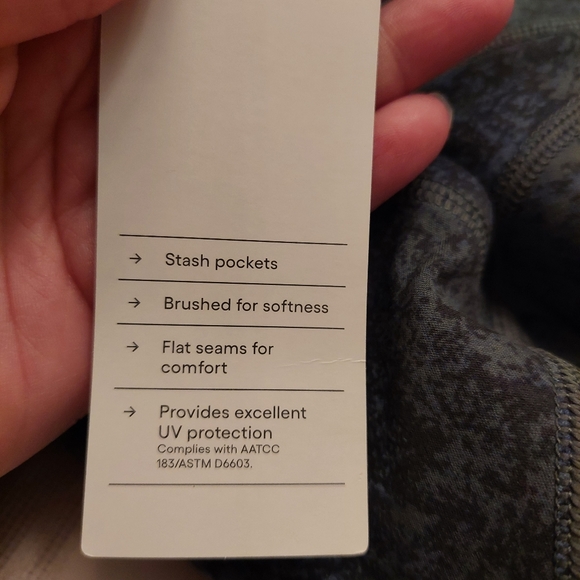 → Stash pockets
→ Brushed for softness
→ Flat seams for
comfort
→ Provides excellent
UV protection
Complies with AATCC
183/ASTM D6603.